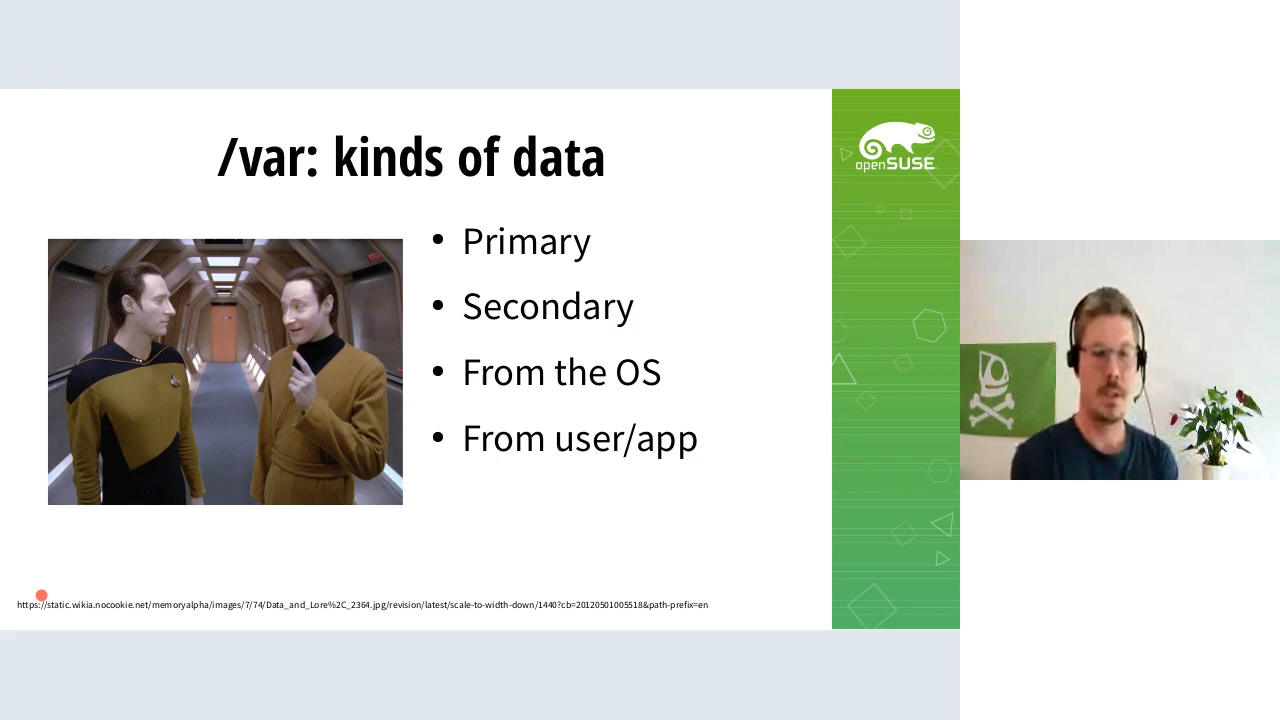 /var: kinds of data
openSUSE
Primary
Secondary
From the OS
From user/app
https://static.wikia.nocookie.net/memoryalpha/images/7/74/Data_and_Lore%2C_2364.jpg/revision/latest/scale-to-width-down/1440?cb=20120501005518&path-prefix=en